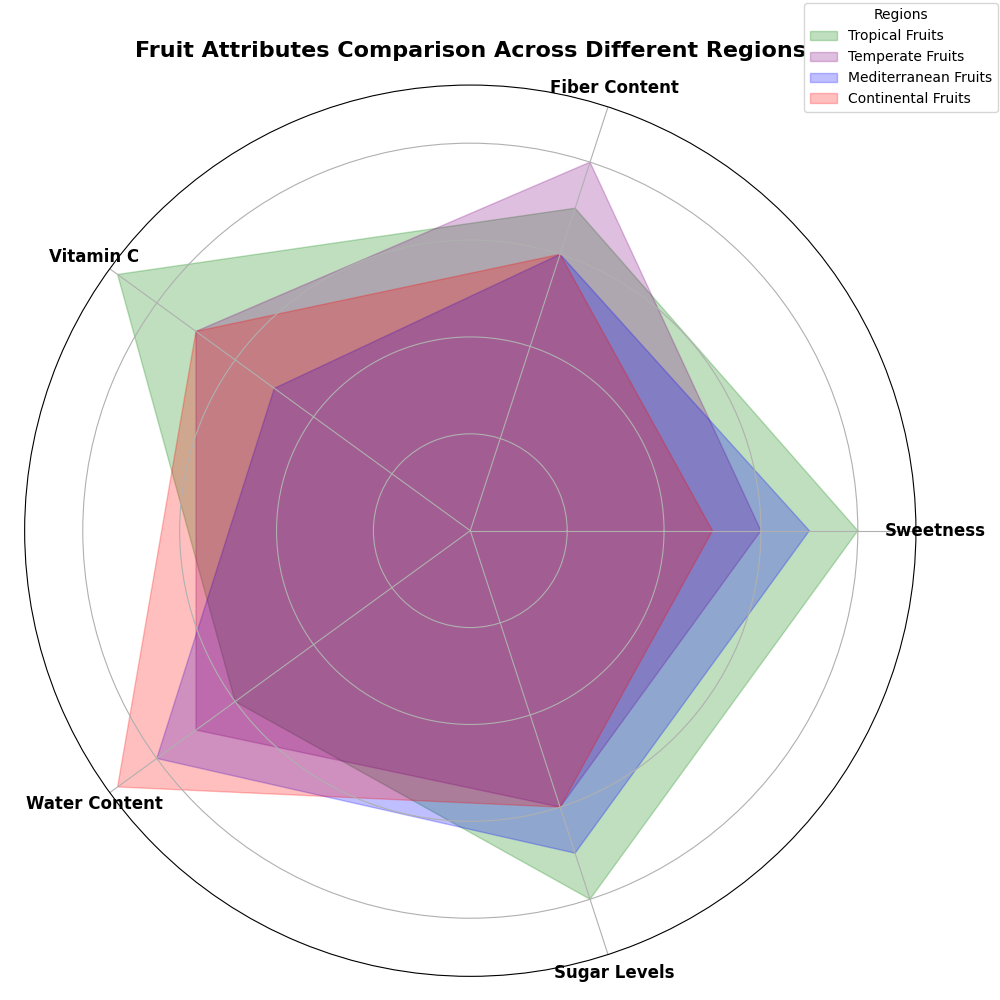 Fruit Attributes Comparison Across Different Regions
Regions
Tropical Fruits
Temperate Fruits
Mediterranean Fruits
Continental Fruits
Fiber Content
Vitamin C
Sweetness
Water Content
Sugar Levels